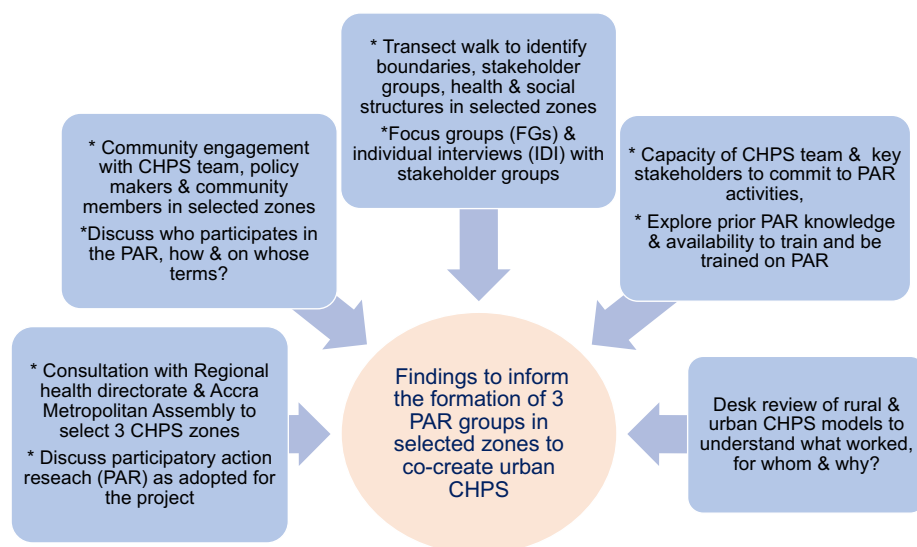 * Transect walk to identify
boundaries, stakeholder
groups, health & social
structures in selected zones
*Focus groups (FGs) &
individual interviews (IDI) with
stakeholder groups
* Community engagement
with CHPS team, policy
makers & community
members in selected zones
*Discuss who participates in
the PAR, how & on whose
terms?
* Capacity of CHPS team & key
stakeholders to commit to PAR
activities,
* Explore prior PAR knowledge
& availability to train and be
trained on PAR
* Consultation with Regional
health directorate & Accra
Metropolitan Assembly to
select 3 CHPS zones
* Discuss participatory action
reseach (PAR) as adopted for
the project
Findings to inform
the formation of 3
PAR groups in
selected zones to
co-create urban
CHPS
Desk review of rural &
urban CHPS models to
understand what worked,
for whom & why?